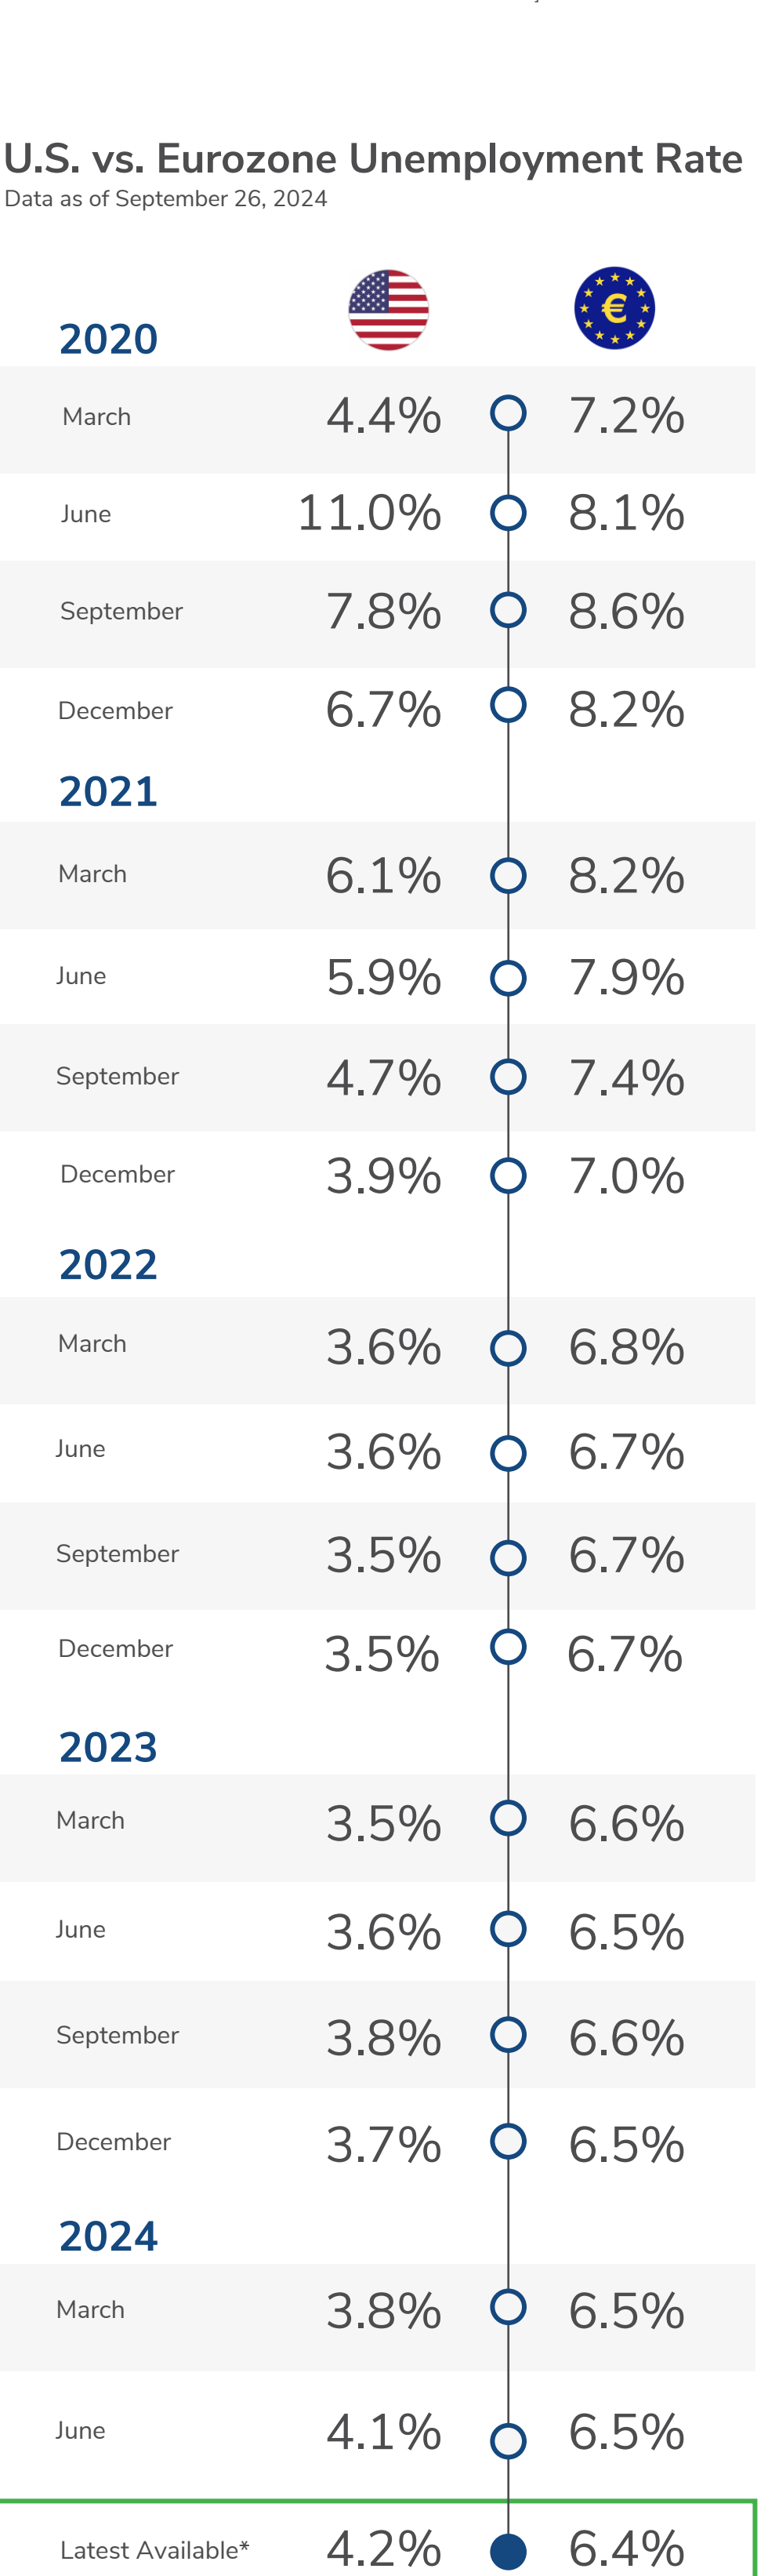 U.S. vs. Eurozone Unemployment Rate
Data as of September 26, 2024
€
2020
March 4.4% 7.2%
June 11.0% 8.1%
September 7.8% 8.6%
December 6.7% 8.2%
2021
March 6.1% 8.2%
June 5.9% 7.9%
September 4.7% 7.4%
December 3.9% 7.0%
2022
March 3.6% 6.8%
June 3.6% 6.7%
September 3.5% 6.7%
December 3.5% 6.7%
2023
March 3.5% 6.6%
June 3.6% 6.5%
September 3.8% 6.6%
December 3.7% 6.5%
2024
March 3.8% 6.5%
June 4.1% 6.5%
Latest Available* 4.2% 6.4%